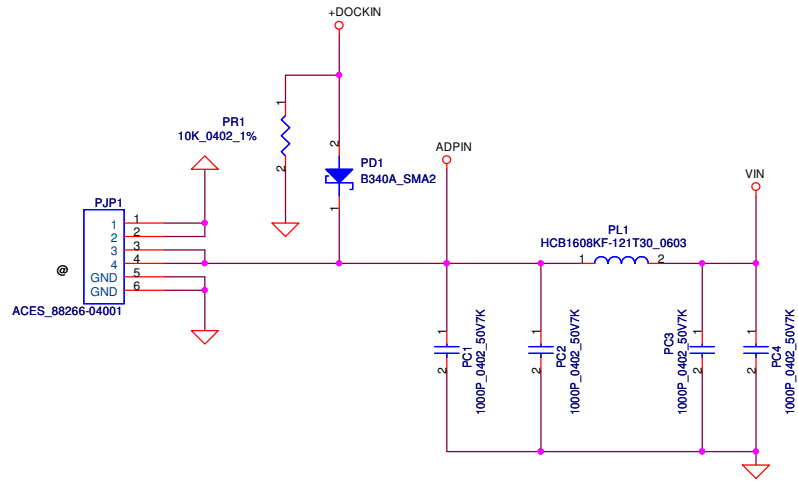 +DOCKIN
1
PR1
10K_0402_1%
2
2
PD1
B340A_SMA2
1
ADPIN
VIN
PJP1
1 1
2 2
3 3
4 4
GND 5
GND 6
@
ACES_88266-04001
PL1
HCB1608KF-121T30_0603
1 2
1
2
PC1
1000P_0402_50V7K
1
2
PC2
1000P_0402_50V7K
PC3
1000P_0402_50V7K
1
2
1
2
PC4
1000P_0402_50V7K